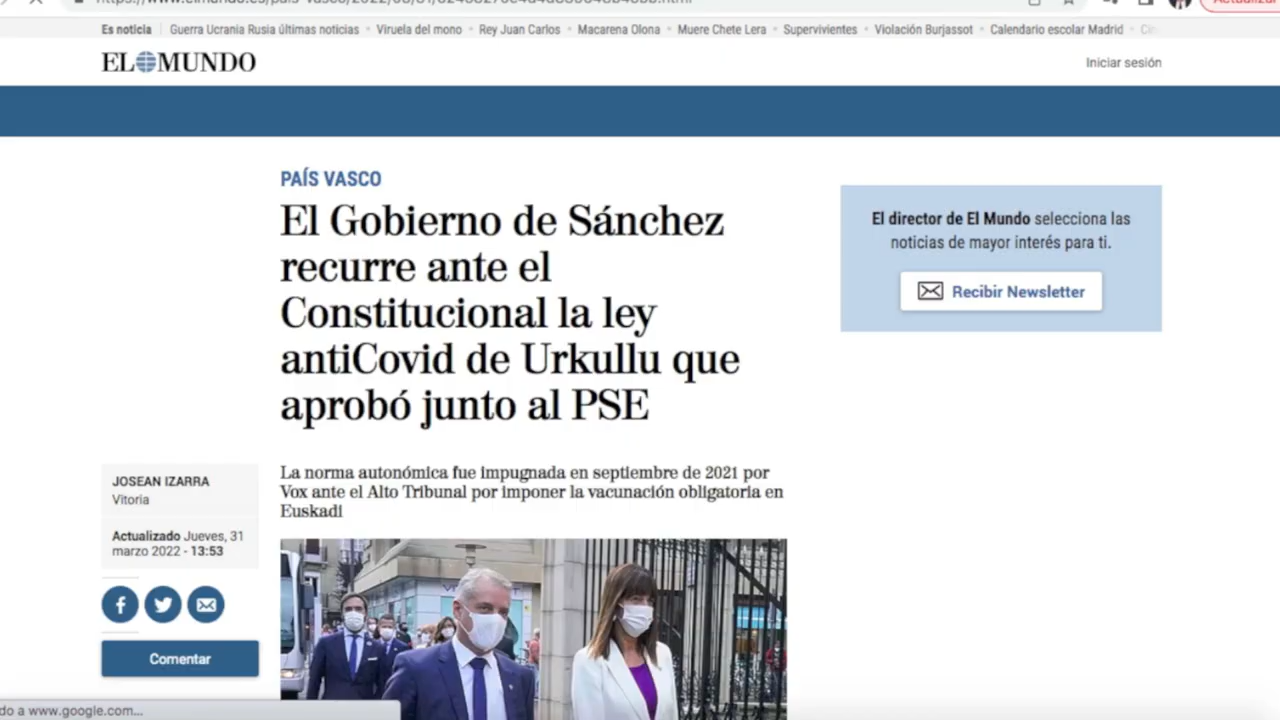 Actualizar
Es noticia Guerra Ucrania Rusia últimas noticias Viruela del mono Rey Juan Carlos Macarena Olona Muere Chete Lera Supervivientes Violación Burjassot Calendario escolar Madrid
EL MUNDO
Iniciar sesión
PAÍS VASCO
El Gobierno de Sánchez
recurre ante el
Constitucional la ley
antiCovid de Urkullu que
aprobó junto al PSE
El director de El Mundo selecciona las
noticias de mayor interés para ti.
Recibir Newsletter
La norma autonómica fue impugnada en septiembre de 2021 por
Vox ante el Alto Tribunal por imponer la vacunación obligatoria en
Euskadi
JOSEAN IZARRA
Vitoria
Actualizado Jueves, 31
marzo 2022 - 13:53
Comentar
do a www.google.com...